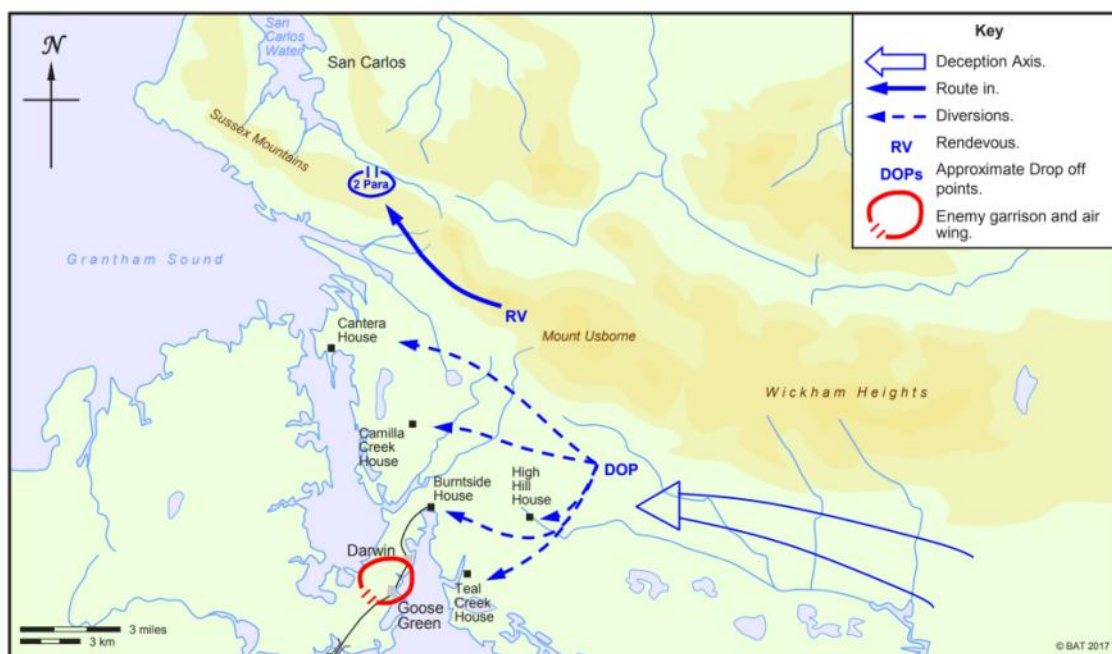 N
San
Carlos
Water
San Carlos
Sussex Mountains
2 Para
Grantham Sound
RV
Mount Usborne
Cantera
House
Wickham Heights
Camilla
Creek
House
DOP
High
Hill
House
Burntside
House
Darwin
Goose
Green
Teal
Creek
House
3 miles
3 km
Key
Deception Axis.
Route in.
Diversions.
RV Rendevous.
DOPs Approximate Drop off
points.
Enemy garrison and air
wing.
© BAT 2017